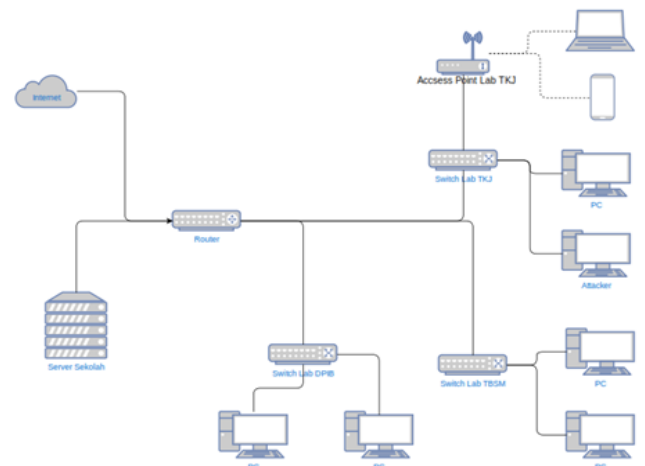 Accsess Point Lab TKJ
Internet
Switch Lab TKJ
PC
Router
Attacker
Server Sekolah
Switch Lab DPIB
Switch Lab TBSM
PC